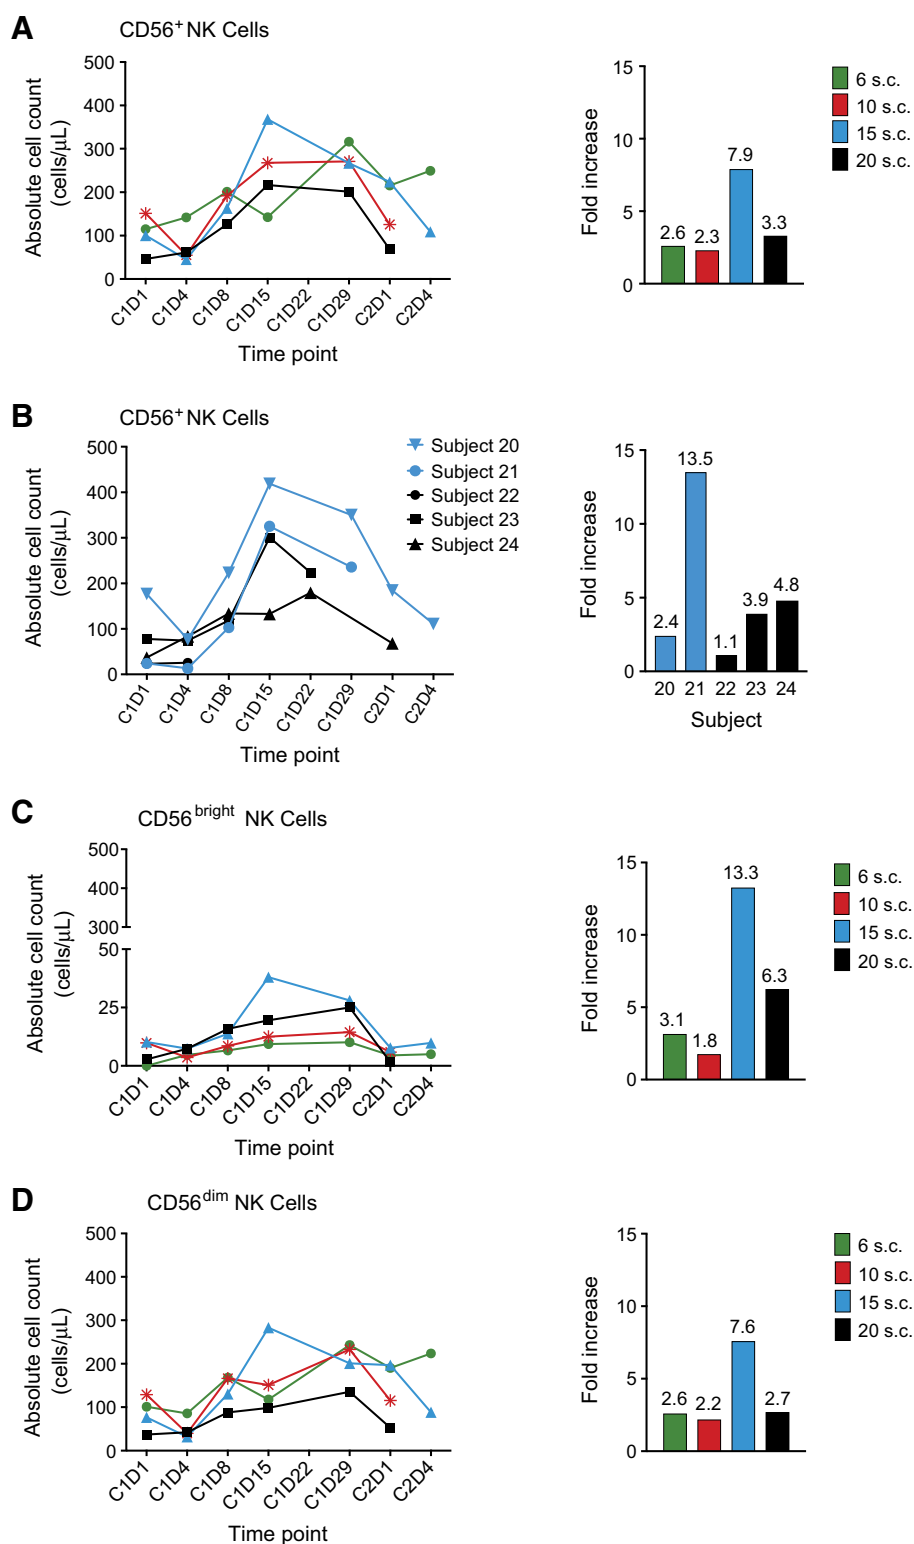 A
CD56+ NK Cells
Absolute cell count
(cells/μL)
500
400
300
200
100
0
C1D1
C1D4
C1D8
C1D15
C1D22
C1D29
C2D1
C2D4
Time point
Fold increase
15
10
5
0
2.6
2.3
7.9
3.3
6 s.c.
10 s.c.
15 s.c.
20 s.c.
B
CD56+ NK Cells
Absolute cell count
(cells/μL)
500
400
300
200
100
0
C1D1
C1D4
C1D8
C1D15
C1D22
C1D29
C2D1
C2D4
Time point
Subject 20
Subject 21
Subject 22
Subject 23
Subject 24
Fold increase
15
10
5
0
2.4
13.5
1.1
3.9
4.8
20 21 22 23 24
Subject
C
CD56bright NK Cells
Absolute cell count
(cells/μL)
500
400
300
50
25
0
C1D1
C1D4
C1D8
C1D15
C1D22
C1D29
C2D1
C2D4
Time point
Fold increase
15
10
5
0
3.1
1.8
13.3
6.3
6 s.c.
10 s.c.
15 s.c.
20 s.c.
D
CD56dim NK Cells
Absolute cell count
(cells/μL)
500
400
300
200
100
0
C1D1
C1D4
C1D8
C1D15
C1D22
C1D29
C2D1
C2D4
Time point
Fold increase
15
10
5
0
2.6
2.2
7.6
2.7
6 s.c.
10 s.c.
15 s.c.
20 s.c.